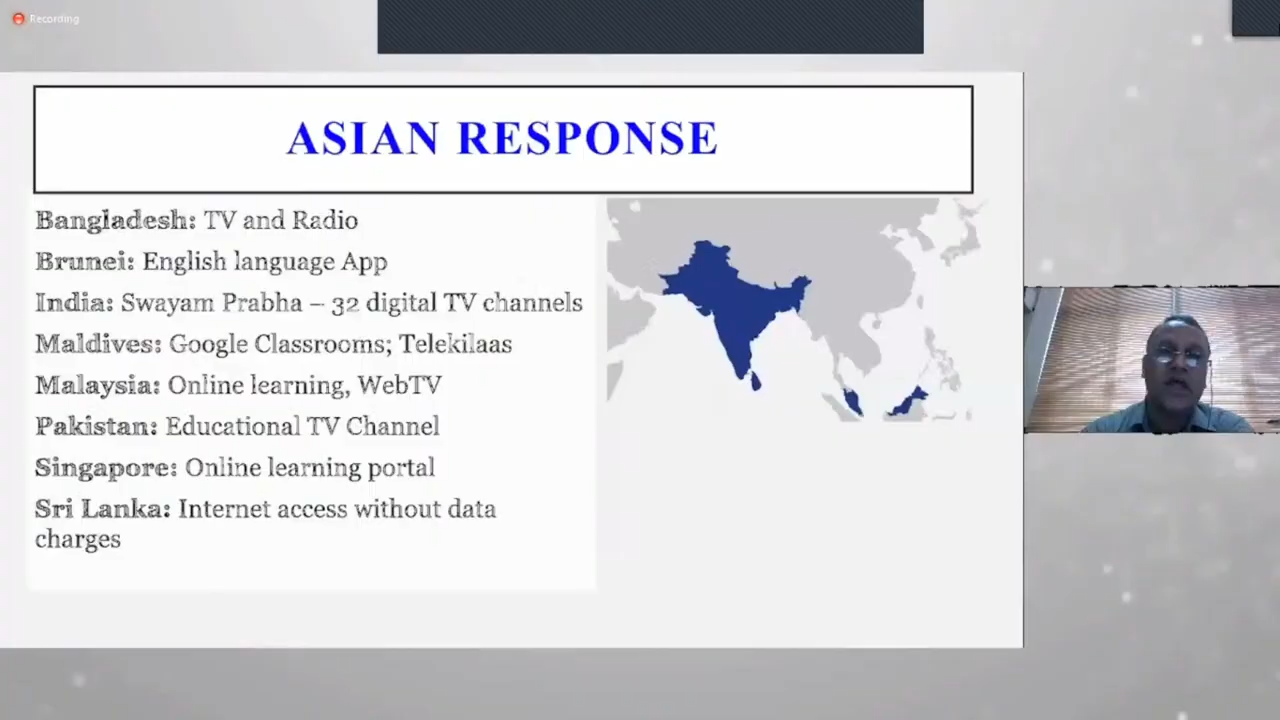 Recording
ASIAN RESPONSE
Bangladesh: TV and Radio
Brunei: English language App
India: Swayam Prabha – 32 digital TV channels
Maldives: Google Classrooms; Telekilaas
Malaysia: Online learning, WebTV
Pakistan: Educational TV Channel
Singapore: Online learning portal
Sri Lanka: Internet access without data
charges